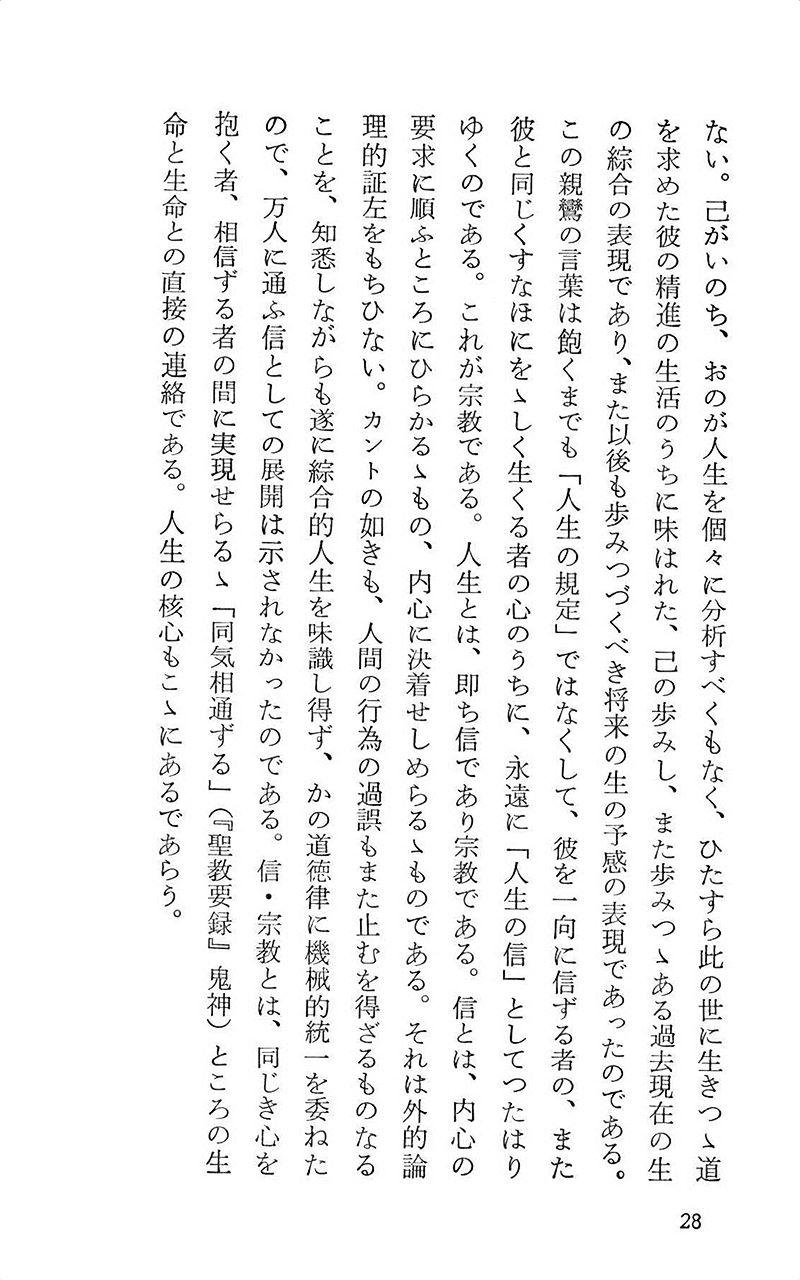 ない。己がいのち、おのが人生を個々に分析すべくもなく、ひたすら此の世に生きつゝ道
を求めた彼の精進の生活のうちに味はれた、己の歩みし、また歩みつゝある過去現在の生
の綜合の表現であり、また以後も歩みつづくべき将来の生の予感の表現であったのである。
この親鸞の言葉は飽くまでも「人生の規定」ではなくして、彼を一向に信ずる者の、また
彼と同じくすなほにをゝしく生くる者の心のうちに、永遠に「人生の信」としてつたはり
ゆくのである。これが宗教である。人生とは、即ち信であり宗教である。信とは、内心の
要求に順ふところにひらかるゝもの、内心に決着せしめらるゝものである。それは外的論
理的証左をもちひない。カントの如きも、人間の行為の過誤もまた止むを得ざるものなる
ことを、知悉しながらも遂に綜合的人生を味識し得ず、かの道徳律に機械的統一を委ねた
ので、万人に通ふ信としての展開は示されなかったのである。信・宗教とは、同じき心を
抱く者、相信ずる者の間に実現せらるゝ「同気相通ずる」（『聖教要録』鬼神）ところの生
命と生命との直接の連絡である。人生の核心もこゝにあるであらう。
28